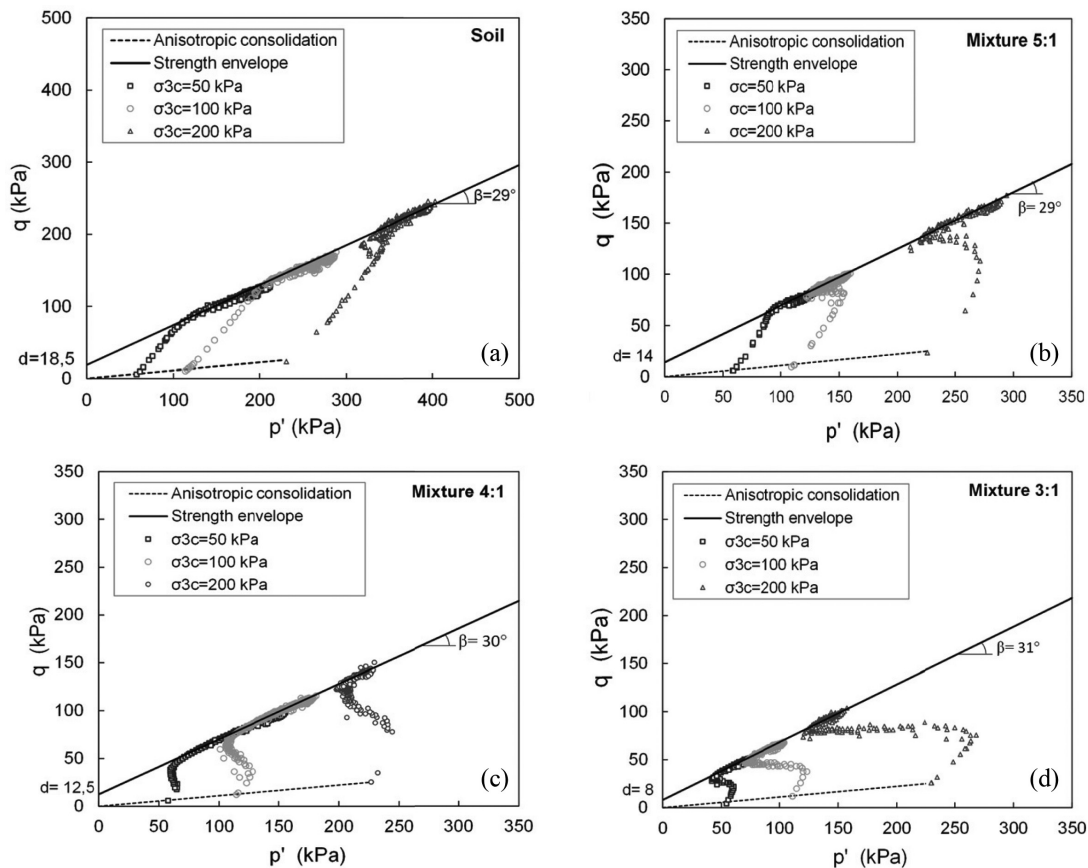 500
400
300
200
100
0
q (kPa)
Anisotropic consolidation
Strength envelope
σ3c=50 kPa
σ3c=100 kPa
σ3c=200 kPa
Soil
β=29°
d=18,5
(a)
0 100 200 300 400 500
p' (kPa)
350
300
250
200
150
100
50
0
q (kPa)
Anisotropic consolidation
Strength envelope
σc=50 kPa
σc=100 kPa
σc=200 kPa
Mixture 5:1
β= 29°
d= 14
(b)
0 50 100 150 200 250 300 350
p' (kPa)
350
300
250
200
150
100
50
0
q (kPa)
Anisotropic consolidation
Strength envelope
σ3c=50 kPa
σ3c=100 kPa
σ3c=200 kPa
Mixture 4:1
β= 30°
d= 12,5
(c)
0 50 100 150 200 250 300 350
p' (kPa)
350
300
250
200
150
100
50
0
q (kPa)
Anisotropic consolidation
Strength envelope
σ3c=50 kPa
σ3c=100 kPa
σ3c=200 kPa
Mixture 3:1
β= 31°
d= 8
(d)
0 50 100 150 200 250 300 350
p' (kPa)